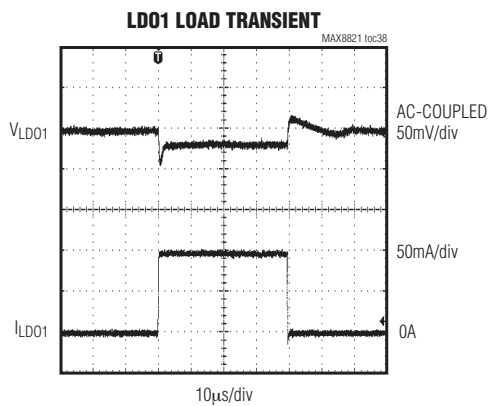 LDO1 LOAD TRANSIENT
MAX8821 toc38
T
VLDO1
AC-COUPLED
50mV/div
50mA/div
ILDO1
0A
10μs/div